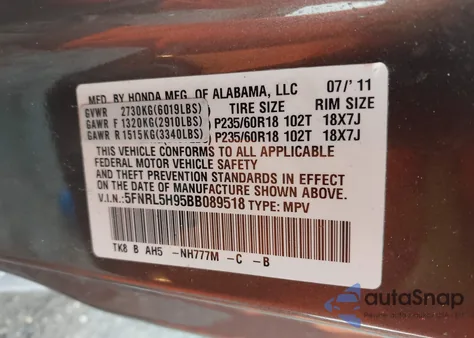 MFD. BY HONDA MFG. OF ALABAMA, LLC 07/'11
GVWR 2730KG(6019LBS) TIRE SIZE RIM SIZE
GAWR F 1320KG(2910LBS) P235/60R18 102T 18X7J
GAWR R 1515KG(3340LBS) P235/60R18 102T 18X7J
THIS VEHICLE CONFORMS TO ALL APPLICABLE
FEDERAL MOTOR VEHICLE SAFETY
AND THEFT PREVENTION STANDARDS IN
EFFECT ON THE DATE OF MANUFACTURE
SHOWN ABOVE.
V.I.N.:5FNRL5H95BB089518 TYPE: MPV
TK8 B AH5 -NH777M -C -B
autaSnap